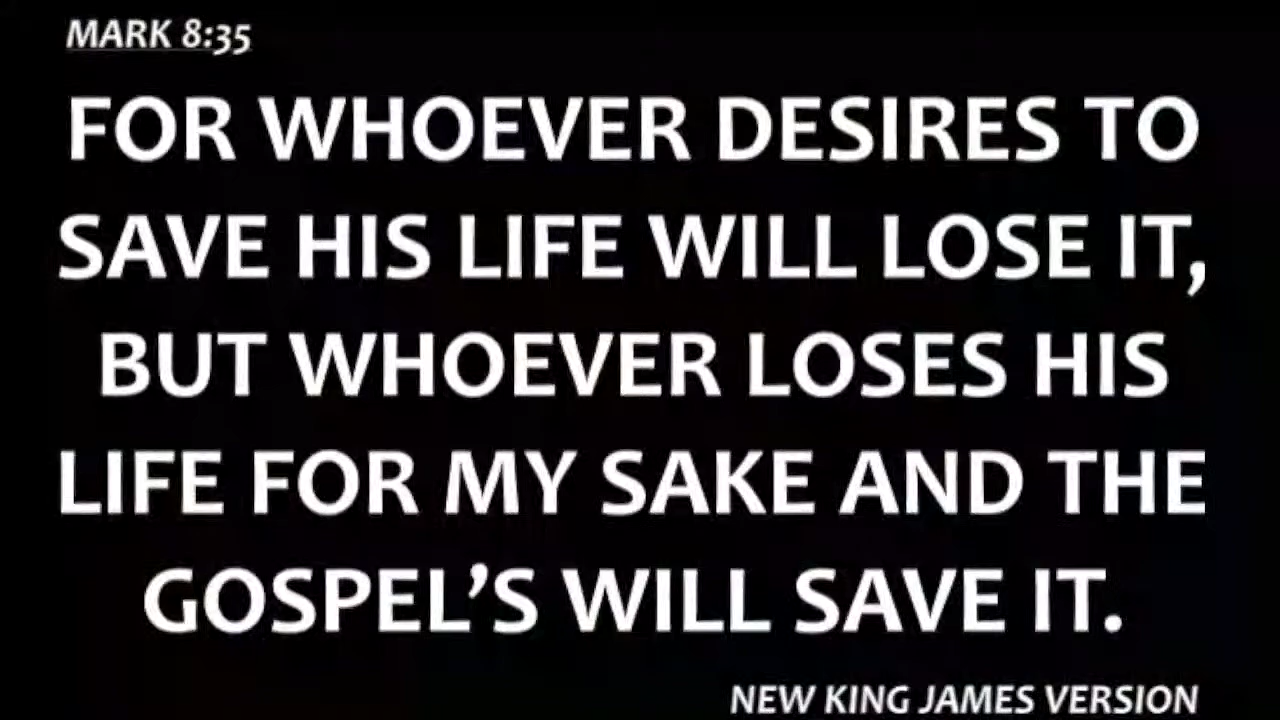 MARK 8:35
FOR WHOEVER DESIRES TO
SAVE HIS LIFE WILL LOSE IT,
BUT WHOEVER LOSES HIS
LIFE FOR MY SAKE AND THE
GOSPEL’S WILL SAVE IT.
NEW KING JAMES VERSION